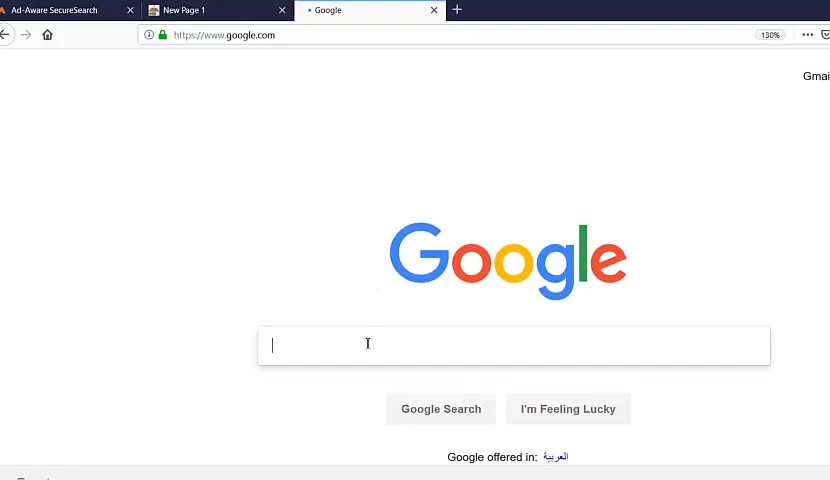 Ad-Aware SecureSearch
New Page 1
Google
https://www.google.com
130%
Gmai
Google
Google Search
I'm Feeling Lucky
Google offered in: العربية